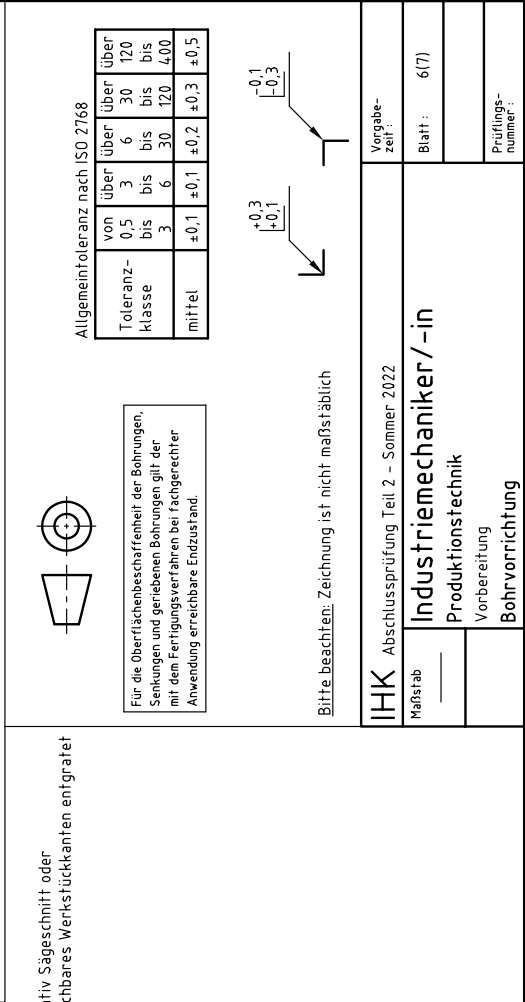 tiv Sägeschnitt oder
chbares Werkstückkanten entgratet
Für die Oberflächenbeschaffenheit der Bohrungen,
Senkungen und geriebenen Bohrungen gilt der
mit dem Fertigungsverfahren bei fachgerechter
Anwendung erreichbare Endzustand.
Allgemeintoleranz nach ISO 2768
Toleranz- von über über über über
klasse 0,5 3 6 30 120
bis bis bis bis bis
3 6 30 120 400
mittel ±0,1 ±0,1 ±0,2 ±0,3 ±0,5
+0,3 -0,1
+0,1 -0,3
Bitte beachten: Zeichnung ist nicht maßstäblich
IHK Abschlussprüfung Teil 2 - Sommer 2022
Vorgabe-
zeit :
Maßstab
Industriemechaniker/-in
Blatt : 6(7)
Produktionstechnik
Vorbereitung
Bohrvorrichtung
Prüflings-
nummer :